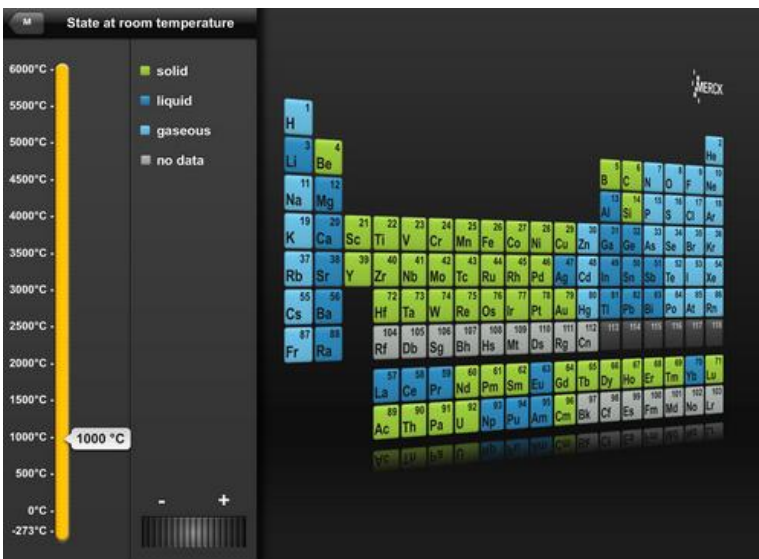 M State at room temperature
6000°C
5500°C
5000°C
4500°C
4000°C
3500°C
3000°C
2500°C
2000°C
1500°C
1000°C
500°C
0°C
-273°C
1000 °C
solid
liquid
gaseous
no data
- +
MERCK
1 H 2 He
3 Li 4 Be 5 B 6 C 7 N 8 O 9 F 10 Ne
11 Na 12 Mg 13 Al 14 Si 15 P 16 S 17 Cl 18 Ar
19 K 20 Ca 21 Sc 22 Ti 23 V 24 Cr 25 Mn 26 Fe 27 Co 28 Ni 29 Cu 30 Zn 31 Ga 32 Ge 33 As 34 Se 35 Br 36 Kr
37 Rb 38 Sr 39 Y 40 Zr 41 Nb 42 Mo 43 Tc 44 Ru 45 Rh 46 Pd 47 Ag 48 Cd 49 In 50 Sn 51 Sb 52 Te 53 I 54 Xe
55 Cs 56 Ba 72 Hf 73 Ta 74 W 75 Re 76 Os 77 Ir 78 Pt 79 Au 80 Hg 81 Tl 82 Pb 83 Bi 84 Po 85 At 86 Rn
87 Fr 88 Ra 104 Rf 105 Db 106 Sg 107 Bh 108 Hs 109 Mt 110 Ds 111 Rg 112 Cn 113 114 115 116 117 118
57 La 58 Ce 59 Pr 60 Nd 61 Pm 62 Sm 63 Eu 64 Gd 65 Tb 66 Dy 67 Ho 68 Er 69 Tm 70 Yb 71 Lu
89 Ac 90 Th 91 Pa 92 U 93 Np 94 Pu 95 Am 96 Cm 97 Bk 98 Cf 99 Es 100 Fm 101 Md 102 No 103 Lr